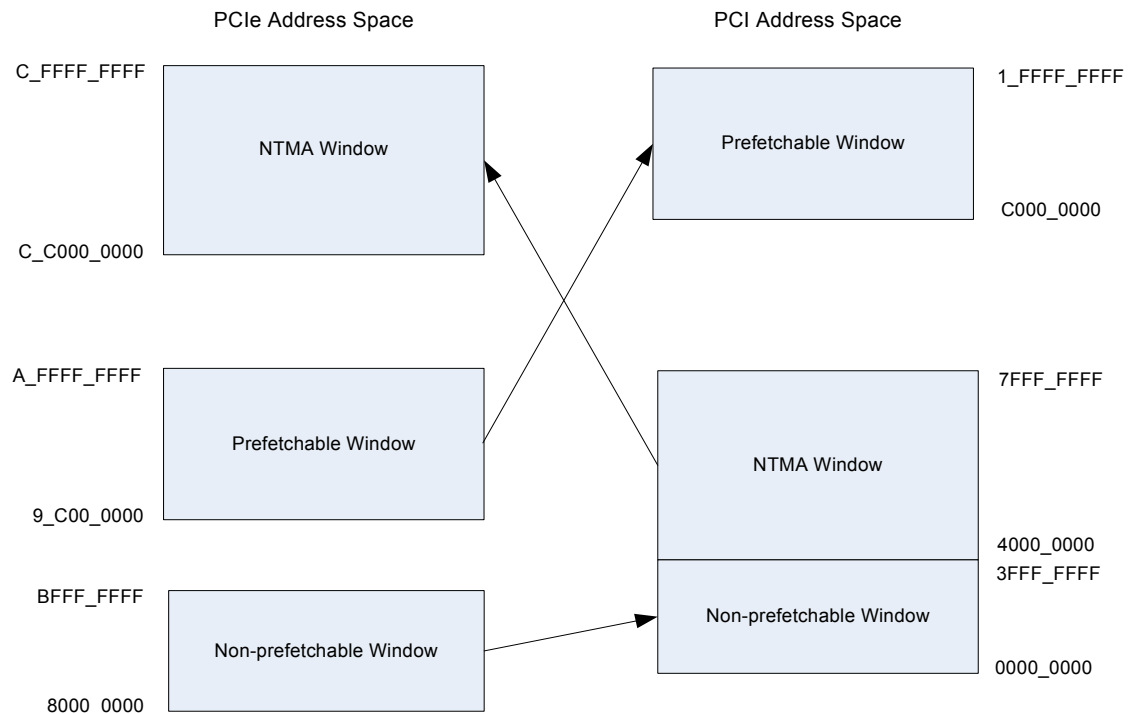 PCIe Address Space
PCI Address Space
C_FFFF_FFFF
NTMA Window
C_C000_0000
1_FFFF_FFFF
Prefetchable Window
C000_0000
A_FFFF_FFFF
Prefetchable Window
9_C00_0000
7FFF_FFFF
NTMA Window
4000_0000
BFFF_FFFF
Non-prefetchable Window
8000_0000
3FFF_FFFF
Non-prefetchable Window
0000_0000